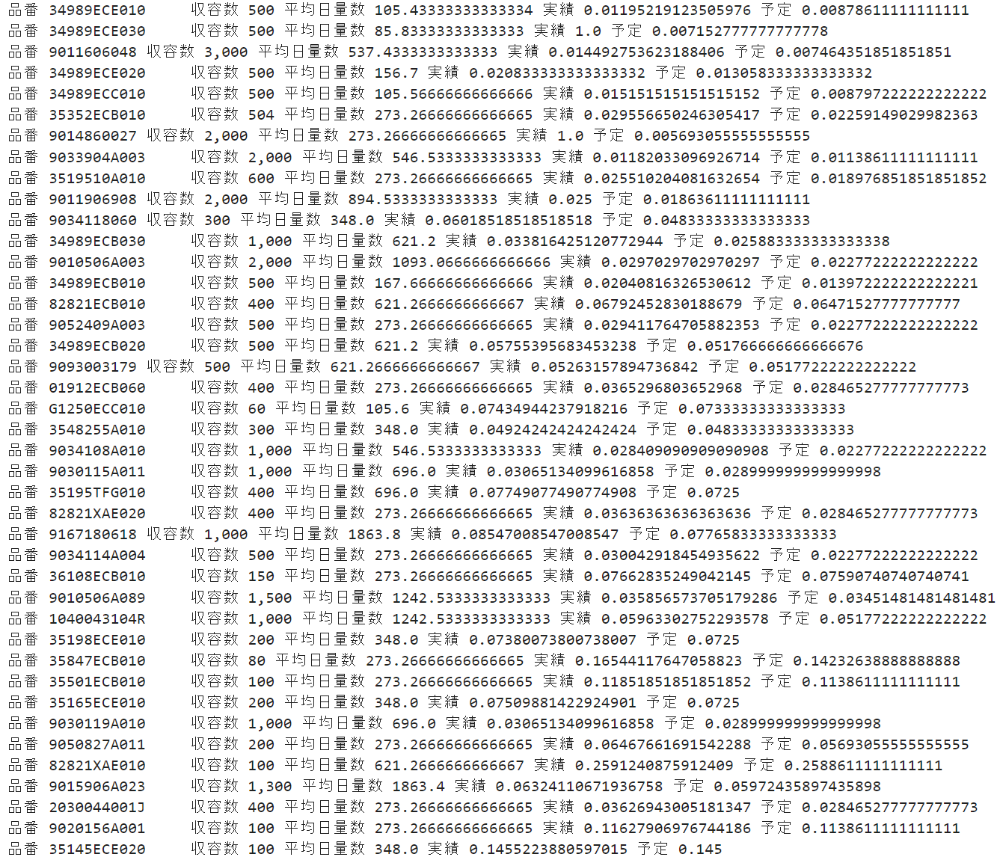 品番 34989ECE010     収容数 500 平均日量数 105.43333333333334 実績 0.01195219123505976 予定 0.00878611111111111
品番 34989ECE030     収容数 500 平均日量数 85.83333333333333 実績 1.0 予定 0.007152777777777778
品番 9011606048 収容数 3,000 平均日量数 537.4333333333333 実績 0.014492753623188406 予定 0.007464351851851851
品番 34989ECE020     収容数 500 平均日量数 156.7 実績 0.020833333333333332 予定 0.013058333333333332
品番 34989ECC010     収容数 500 平均日量数 105.56666666666666 実績 0.015151515151515152 予定 0.008797222222222222
品番 35352ECB010     収容数 504 平均日量数 273.26666666666665 実績 0.029556650246305417 予定 0.02259149029982363
品番 9014860027 収容数 2,000 平均日量数 273.26666666666665 実績 1.0 予定 0.005693055555555555
品番 9033904A003     収容数 2,000 平均日量数 546.5333333333333 実績 0.01182033096926714 予定 0.01138611111111111
品番 3519510A010     収容数 600 平均日量数 273.26666666666665 実績 0.025510204081632654 予定 0.018976851851851852
品番 9011906908 収容数 2,000 平均日量数 894.5333333333333 実績 0.025 予定 0.01863611111111111
品番 9034118060 収容数 300 平均日量数 348.0 実績 0.06018518518518518 予定 0.04833333333333333
品番 34989ECB030     収容数 1,000 平均日量数 621.2 実績 0.033816425120772944 予定 0.025883333333333338
品番 9010506A003     収容数 2,000 平均日量数 1093.0666666666666 実績 0.0297029702970297 予定 0.02277222222222222
品番 34989ECB010     収容数 500 平均日量数 167.66666666666666 実績 0.02040816326530612 予定 0.013972222222222221
品番 82821ECB010     収容数 400 平均日量数 621.2666666666667 実績 0.06792452830188679 予定 0.06471527777777777
品番 9052409A003     収容数 500 平均日量数 273.26666666666665 実績 0.029411764705882353 予定 0.02277222222222222
品番 34989ECB020     収容数 500 平均日量数 621.2 実績 0.05755395683453238 予定 0.051766666666666676
品番 9093003179 収容数 500 平均日量数 621.2666666666667 実績 0.05263157894736842 予定 0.05177222222222222
品番 01912ECB060     収容数 400 平均日量数 273.26666666666665 実績 0.0365296803652968 予定 0.028465277777777773
品番 G1250ECC010     収容数 60 平均日量数 105.6 実績 0.07434944237918216 予定 0.07333333333333333
品番 3548255A010     収容数 300 平均日量数 348.0 実績 0.04924242424242424 予定 0.04833333333333333
品番 9034108A010     収容数 1,000 平均日量数 546.5333333333333 実績 0.028409090909090908 予定 0.02277222222222222
品番 9030115A011     収容数 1,000 平均日量数 696.0 実績 0.03065134099616858 予定 0.028999999999999998
品番 35195TFG010     収容数 400 平均日量数 696.0 実績 0.07749077490774908 予定 0.0725
品番 82821XAE020     収容数 400 平均日量数 273.26666666666665 実績 0.03636363636363636 予定 0.028465277777777773
品番 9167180618 収容数 1,000 平均日量数 1863.8 実績 0.08547008547008547 予定 0.07765833333333333
品番 9034114A004     収容数 500 平均日量数 273.26666666666665 実績 0.030042918454935622 予定 0.02277222222222222
品番 36108ECB010     収容数 150 平均日量数 273.26666666666665 実績 0.07662835249042145 予定 0.07590740740740741
品番 9010506A089     収容数 1,500 平均日量数 1242.5333333333333 実績 0.035856573705179286 予定 0.03451481481481481
品番 1040043104R     収容数 1,000 平均日量数 1242.5333333333333 実績 0.05963302752293578 予定 0.05177222222222222
品番 35198ECE010     収容数 200 平均日量数 348.0 実績 0.07380073800738007 予定 0.0725
品番 35847ECB010     収容数 80 平均日量数 273.26666666666665 実績 0.16544117647058823 予定 0.14232638888888888
品番 35501ECB010     収容数 100 平均日量数 273.26666666666665 実績 0.11851851851851852 予定 0.1138611111111111
品番 35165ECE010     収容数 200 平均日量数 348.0 実績 0.07509881422924901 予定 0.0725
品番 9030119A010     収容数 1,000 平均日量数 696.0 実績 0.03065134099616858 予定 0.028999999999999998
品番 9050827A011     収容数 200 平均日量数 273.26666666666665 実績 0.06467661691542288 予定 0.05693055555555555
品番 82821XAE010     収容数 100 平均日量数 621.2666666666667 実績 0.2591240875912409 予定 0.2588611111111111
品番 9015906A023     収容数 1,300 平均日量数 1863.4 実績 0.06324110671936758 予定 0.05972435897435898
品番 2030044001J     収容数 400 平均日量数 273.26666666666665 実績 0.03626943005181347 予定 0.028465277777777773
品番 9020156A001     収容数 100 平均日量数 273.26666666666665 実績 0.11627906976744186 予定 0.1138611111111111
品番 35145ECE020     収容数 100 平均日量数 348.0 実績 0.1455223880597015 予定 0.145